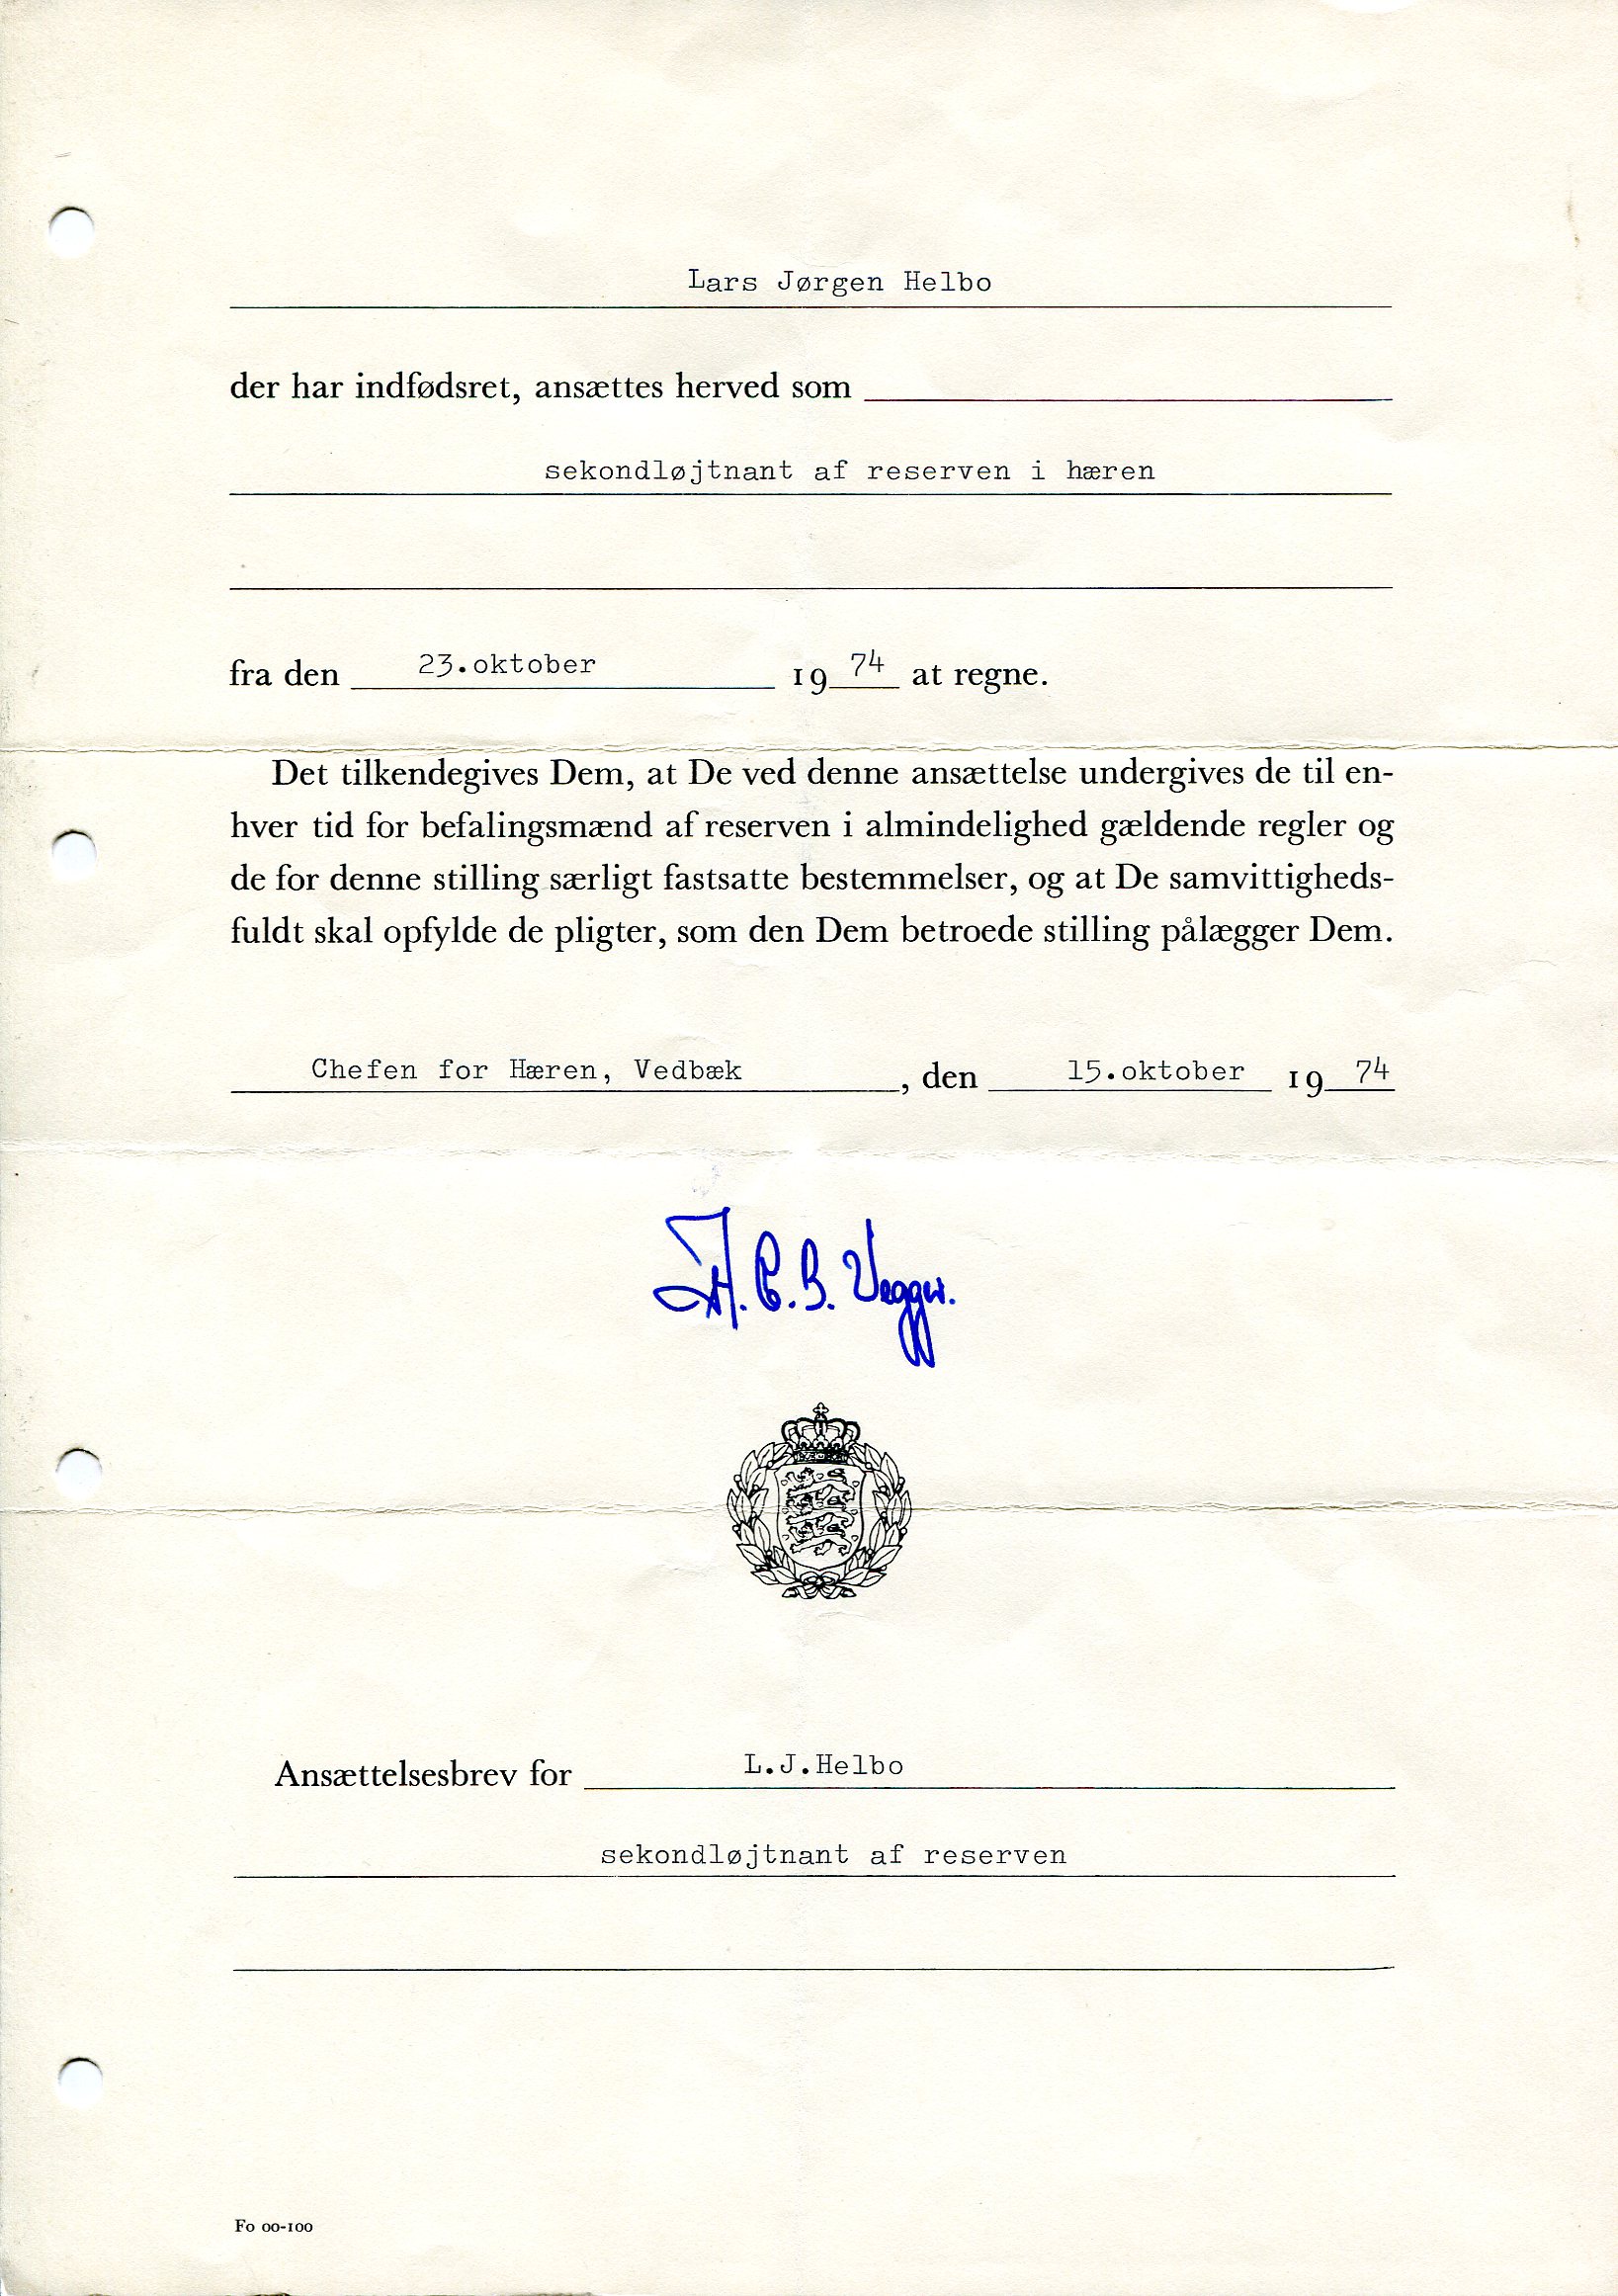 Lars Jørgen Helbo
der har indfødsret, ansættes herved som
sekondløjtnant af reserven i hæren
fra den 23.oktober 1974 at regne.
Det tilkendegives Dem, at De ved denne ansættelse undergives de til en-
hver tid for befalingsmænd af reserven i almindelighed gældende regler og
de for denne stilling særligt fastsatte bestemmelser, og at De samvittigheds-
fuldt skal opfylde de pligter, som den Dem betroede stilling pålægger Dem.
Chefen for Hæren, Vedbæk, den 15.oktober 1974
H. C. B. Vegger.
Ansættelsesbrev for L.J.Helbo
sekondløjtnant af reserven
Fo 00-100